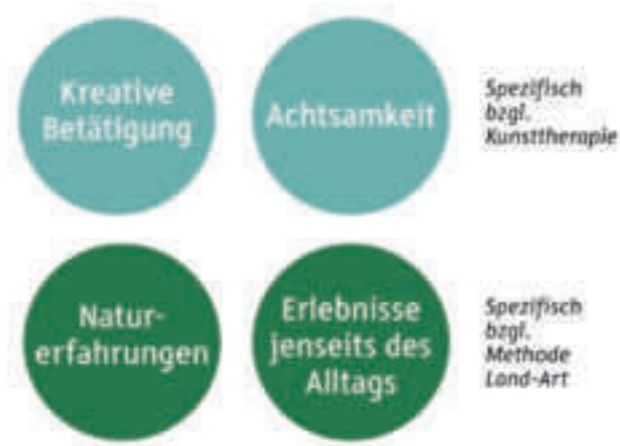 Kreative
Betätigung
Achtsamkeit
Spezifisch
bzgl.
Kunsttherapie
Natur-
erfahrungen
Erlebnisse
jenseits des
Alltags
Spezifisch
bzgl.
Methode
Land-Art